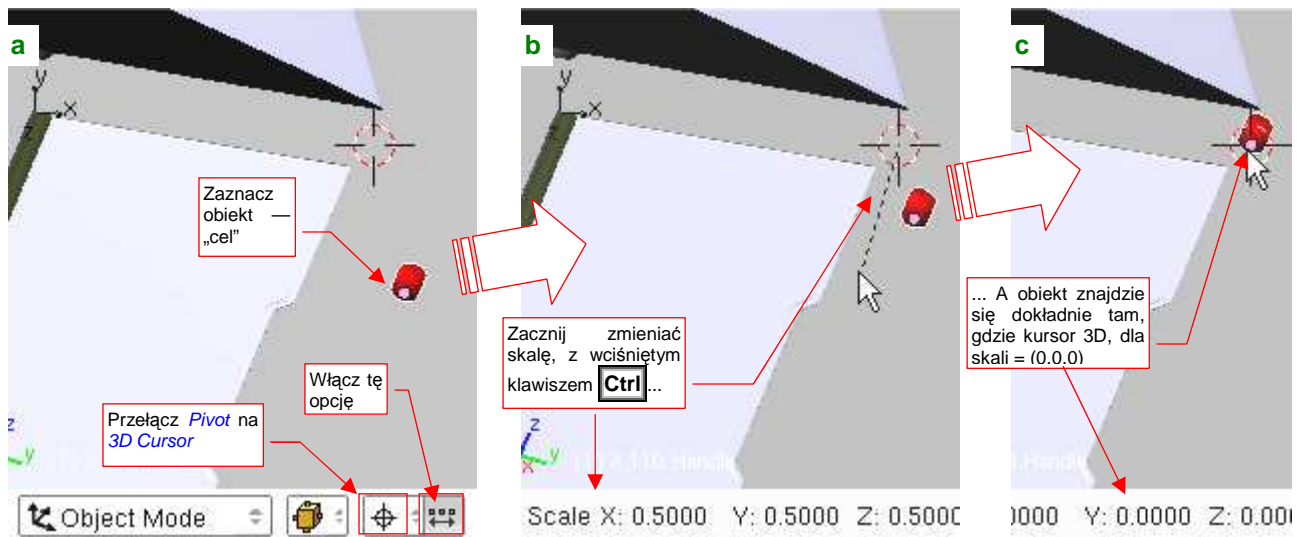 a
b
c
y
x
z
y
x
Zaznacz
obiekt —
„cel”
Włącz tę
opcję
Przełącz Pivot na
3D Cursor
z
y
Object Mode
Zacznij zmieniać
skalę, z wciśniętym
klawiszem Ctrl...
z
y
x
Scale X: 0.5000 Y: 0.5000 Z: 0.5000
... A obiekt znajdzie
się dokładnie tam,
gdzie kursor 3D, dla
skali = (0.0.0)
.Handle
0000 Y: 0.0000 Z: 0.000